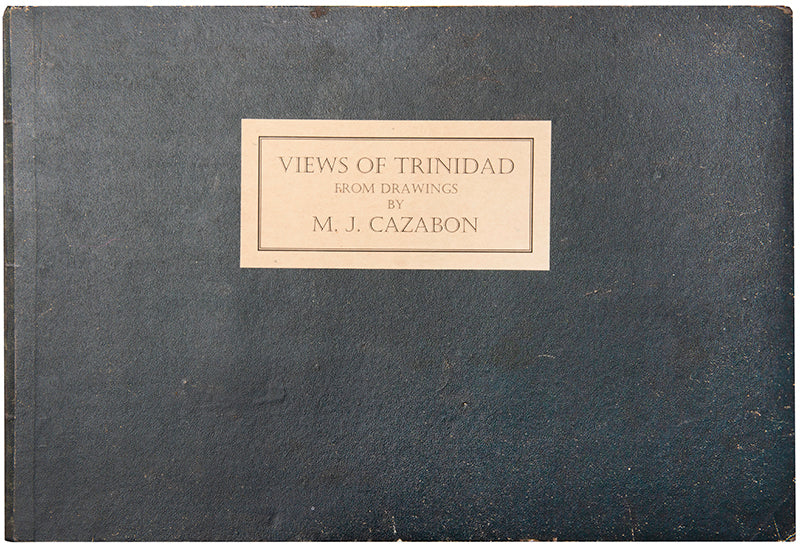 VIEWS OF TRINIDAD
FROM DRAWINGS
BY
M. J. CAZABON